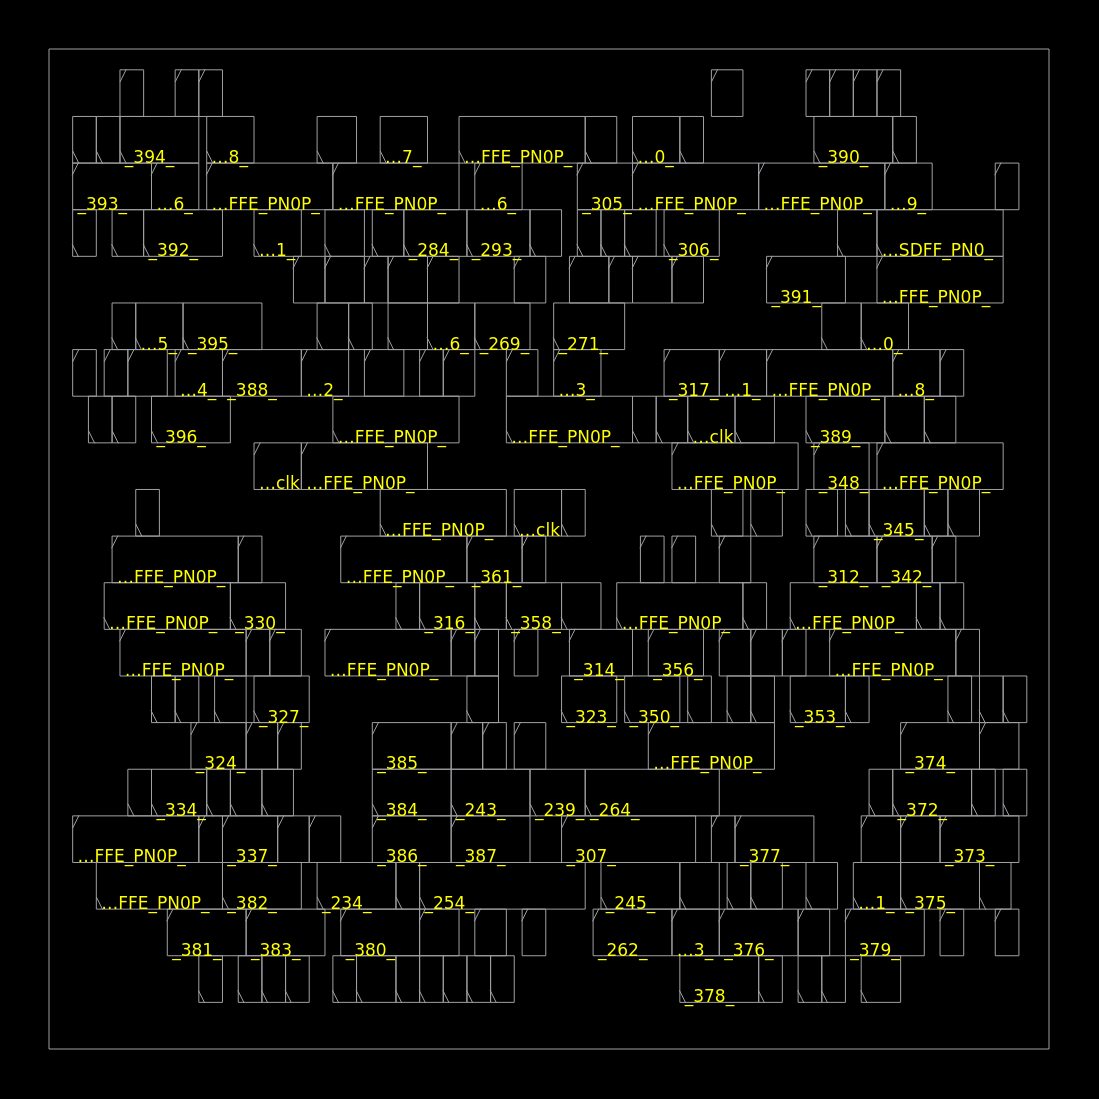 _394_ ...8_ ...7_ ...FFE_PN0P_ ...0_ _390_
_393_ ...6_ ...FFE_PN0P_ ...FFE_PN0P_ ...6_ _305_ ...FFE_PN0P_ ...FFE_PN0P_ ...9_
_392_ ...1_ _284_ _293_ _306_ ...SDFF_PN0_
_391_ ...FFE_PN0P_
...5_ _395_ ...6_ _269_ _271_ ...0_
...4_ _388_ ...2_ ...3_ _317_ ...1_ ...FFE_PN0P_ ...8_
_396_ ...FFE_PN0P_ ...FFE_PN0P_ ...clk _389_
...clk ...FFE_PN0P_ ...FFE_PN0P_ _348_ ...FFE_PN0P_
...FFE_PN0P_ ...clk _345_
...FFE_PN0P_ ...FFE_PN0P_ _361_ _312_ _342_
...FFE_PN0P_ _330_ _316_ _358_ ...FFE_PN0P_ ...FFE_PN0P_
...FFE_PN0P_ ...FFE_PN0P_ _314_ _356_ ...FFE_PN0P_
_327_ _323_ _350_ _353_
_324_ _385_ ...FFE_PN0P_ _374_
_334_ _384_ _243_ _239_ _264_ _372_
...FFE_PN0P_ _337_ _386_ _387_ _307_ _377_ _373_
...FFE_PN0P_ _382_ _234_ _254_ _245_ ...1_ _375_
_381_ _383_ _380_ _262_ ...3_ _376_ _379_
_378_